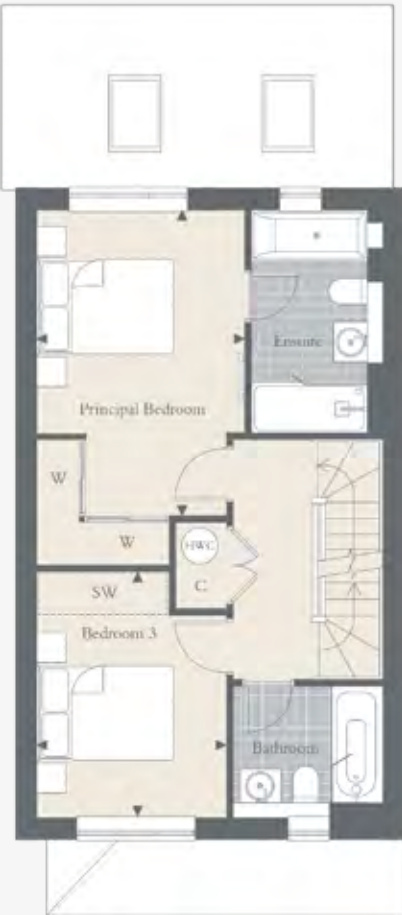 Ensuite
Principal Bedroom
W
W
HWC
C
SW
Bedroom 3
Bathroom